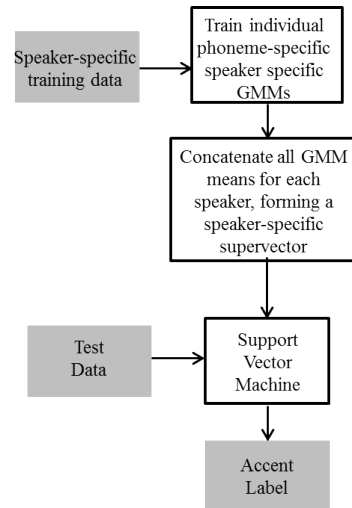 Speaker-specific
training data
Train individual
phoneme-specific
speaker specific
GMMs
Concatenate all GMM
means for each
speaker, forming a
speaker-specific
supervector
Test
Data
Support
Vector
Machine
Accent
Label